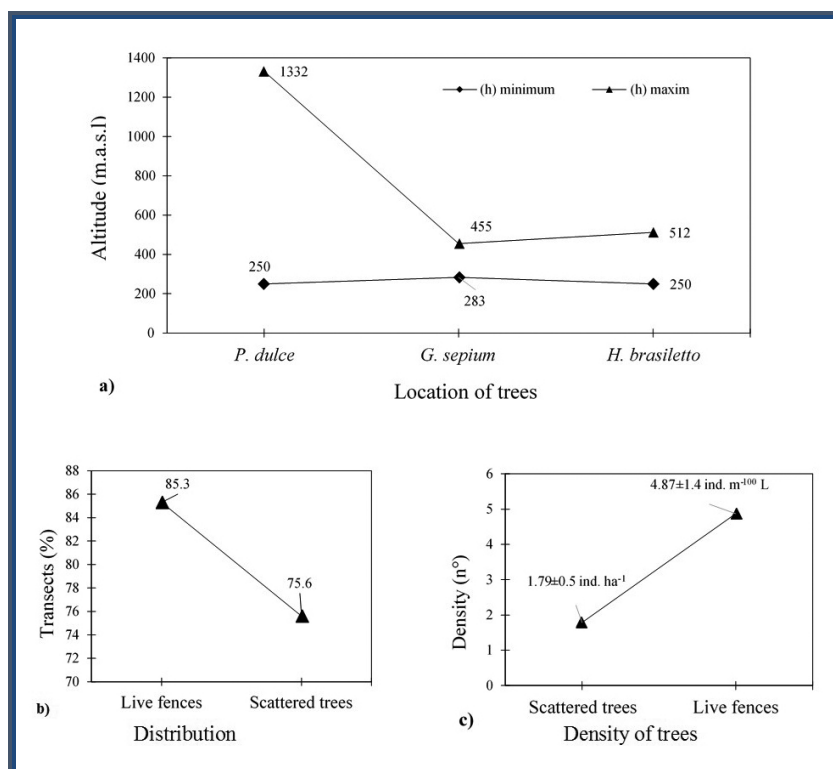 1400
1200
1000
800
600
400
200
0
Altitude (m.a.s.l)
(h) minimum
(h) maxim
1332
455
512
250
283
250
P. dulce
G. sepium
H. brasiletto
a)
Location of trees
88
86
84
82
80
78
76
74
72
70
Transects (%)
85.3
75.6
Live fences
Scattered trees
b)
Distribution
6
5
4
3
2
1
0
Density (n°)
4.87±1.4 ind. m⁻¹⁰⁰ L
1.79±0.5 ind. ha⁻¹
Scattered trees
Live fences
c)
Density of trees